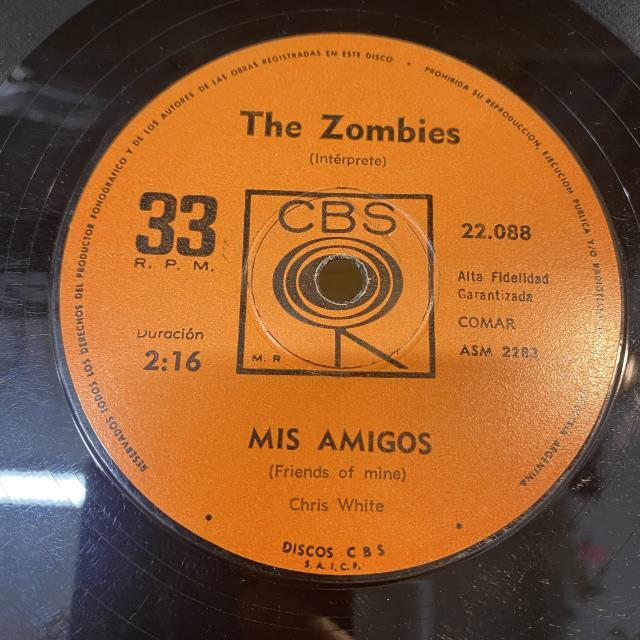 RESERVADOS TODOS LOS DERECHOS DEL PRODUCTOR FONOGRAFICO Y DE LOS AUTORES DE LAS OBRAS REGISTRADAS EN ESTE DISCO • PROHIBIDA SU REPRODUCCION, EJECUCION PUBLICA Y/O
ARGENTINA
The Zombies
(Intérprete)
33
R. P. M.
CBS
M. R
22.088
Alta Fidelidad
Garantizada
COMAR
ASM 2283
Duración
2:16
MIS AMIGOS
(Friends of mine)
Chris White
DISCOS CBS
S. A. I. C. F.